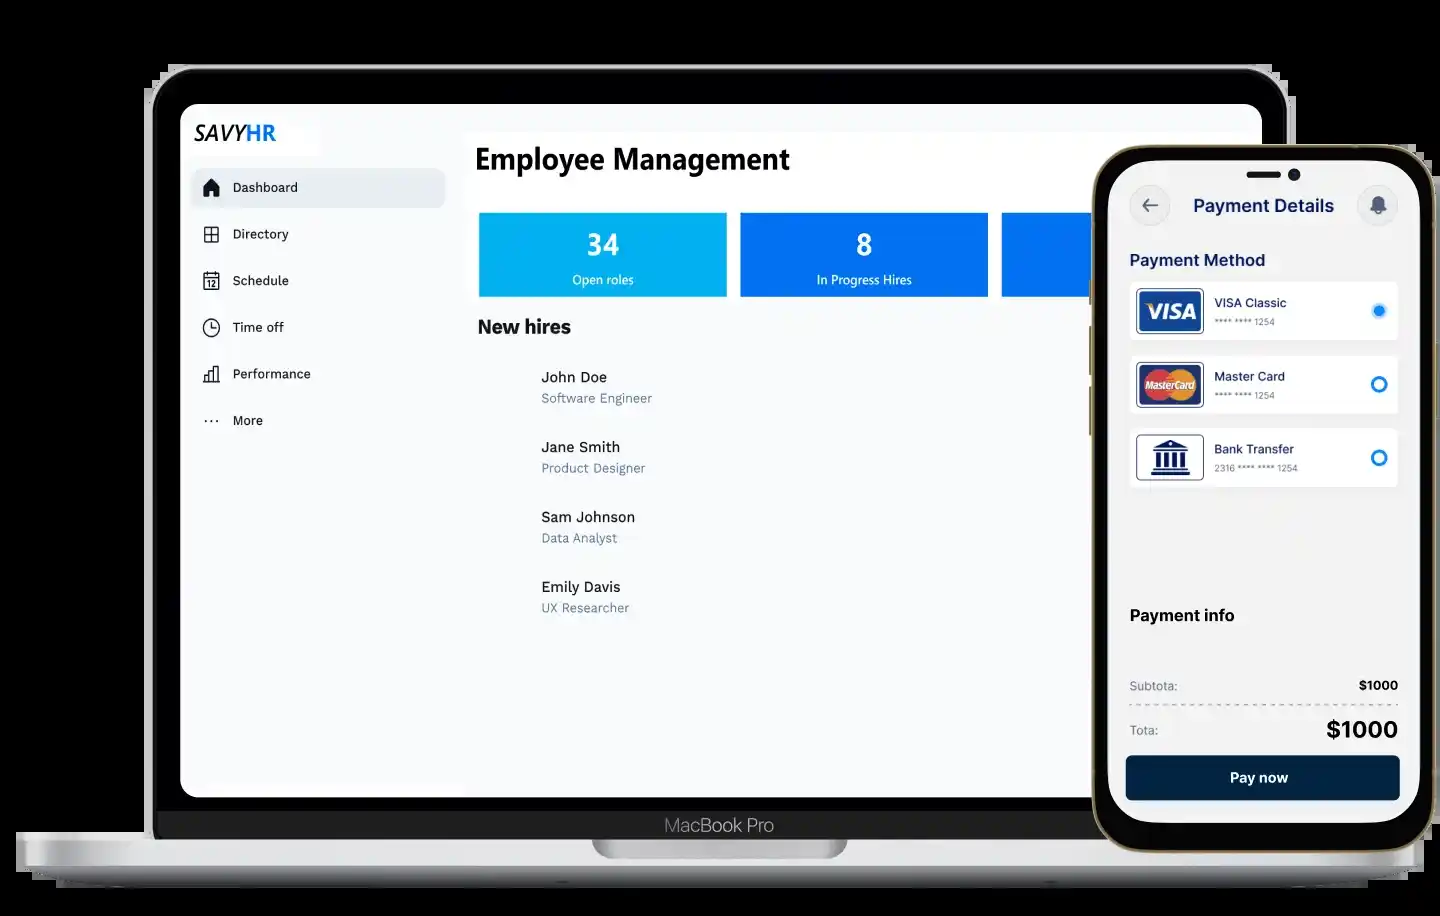 SAVYHR
Dashboard
Directory
Schedule
12
Time off
Performance
More
Employee Management
34
Open roles
8
In Progress Hires
New hires
John Doe
Software Engineer
Jane Smith
Product Designer
Sam Johnson
Data Analyst
Emily Davis
UX Researcher
MacBook Pro
Payment Details
Payment Method
VISA
VISA Classic
**** **** 1254
MasterCard
Master Card
**** **** 1254
Bank Transfer
2316 **** **** 1254
Payment info
Subtota: $1000
Tota: $1000
Pay now